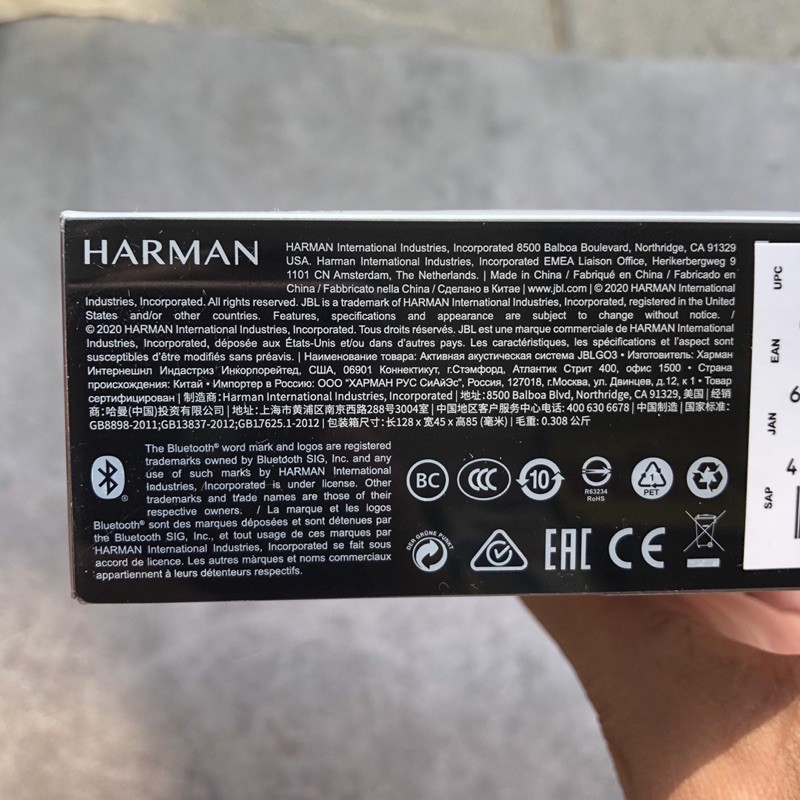 HARMAN
HARMAN International Industries, Incorporated 8500 Balboa Boulevard, Northridge, CA 91329
USA. Harman International Industries, Incorporated EMEA Liaison Office, Herikerbergweg 9
1101 CN Amsterdam, The Netherlands. | Made in China / Fabriqué en China / Fabricado en
China / Fabbricato nella China / Сделано в Китае | www.jbl.com | © 2020 HARMAN International
Industries, Incorporated. All rights reserved. JBL is a trademark of HARMAN International Industries, Incorporated, registered in the United
States and/or other countries. Features, specifications and appearance are subject to change without notice. /
© 2020 HARMAN International Industries, Incorporated. Tous droits réservés. JBL est une marque commerciale de HARMAN International
Industries, Incorporated, déposée aux États-Unis et/ou dans d'autres pays. Les caractéristiques, les spécifications et l'aspect sont
susceptibles d'être modifiés sans préavis. | Наименование товара: Активная акустическая система JBLGO3 • Изготовитель: Харман
Интернешнл Индастриз Инкорпорейтед, США, 06901 Коннектикут, г.Стэмфорд, Атлантик Стрит 400, офис 1500 • Страна
происхождения: Китай • Импортер в Россию: ООО "ХАРМАН РУС СиАйЭс", Россия, 127018, г.Москва, ул. Двинцев, д.12, к 1 • Товар
сертифицирован | 制造商:Harman International Industries, Incorporated | 地址:8500 Balboa Blvd, Northridge, CA 91329, 美国 | 经销
商: 哈曼(中国)投资有限公司 | 地址:上海市黄浦区南京西路288号3004室 | 中国地区客户服务中心电话: 400 630 6678 | 中国制造 | 国家标准:
GB8898-2011;GB13837-2012;GB17625.1-2012 | 包装箱尺寸: 长128 x 宽45 x 高85 (毫米) | 毛重: 0.308 公斤
The Bluetooth® word mark and logos are registered
trademarks owned by Bluetooth SIG, Inc. and any
use of such marks by HARMAN International
Industries, Incorporated is under license. Other
trademarks and trade names are those of their
respective owners. / La marque et les logos
Bluetooth® sont des marques déposées et sont détenues par
the Bluetooth SIG, Inc., et tout usage de ces marques par
HARMAN International Industries, Incorporated se fait sous
accord de licence. Les autres marques et noms commerciaux
appartiennent à leurs détenteurs respectifs.
®
BC
CCC
10
R63234
RoHS
1
PET
DER GRÜNE PUNKT
EAC
CE
UPC
EAN
6
JAN
4
SAP